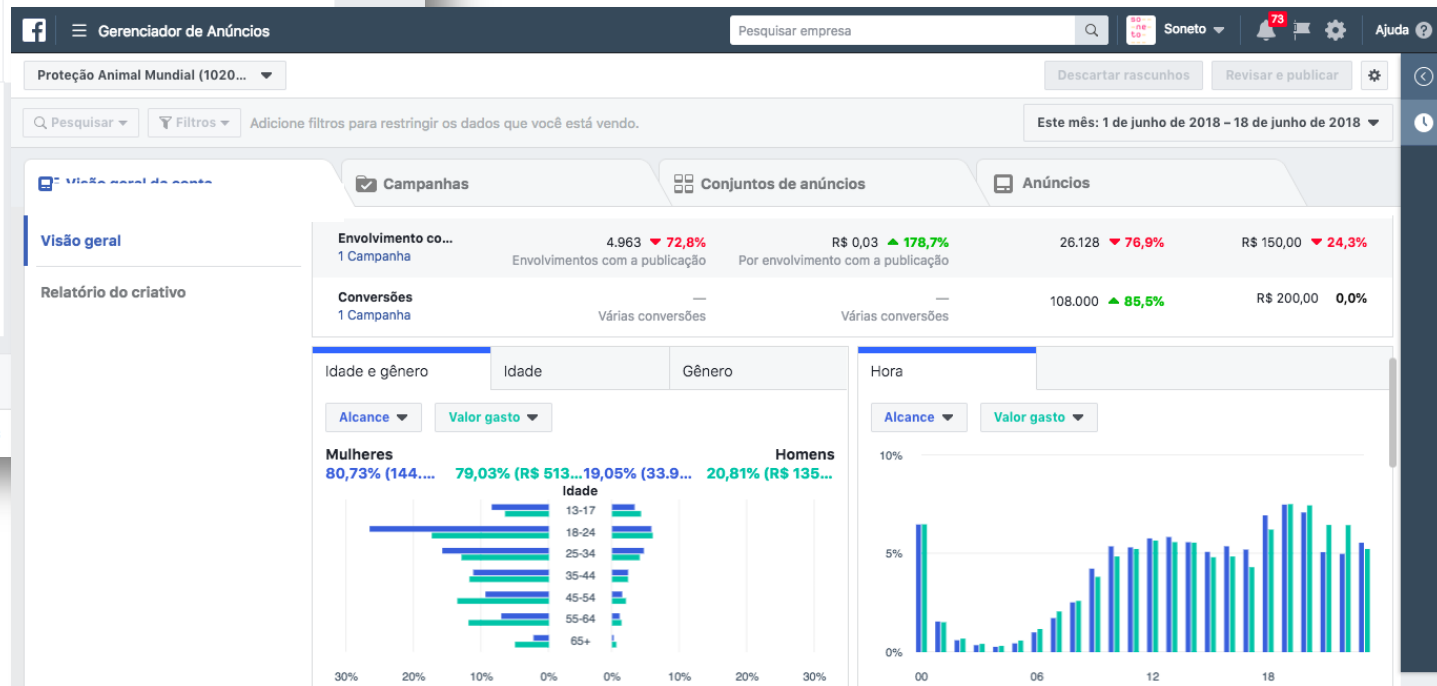 Gerenciador de Anúncios
Pesquisar empresa
so-
-ne-
to-
Soneto
73
Ajuda
Proteção Animal Mundial (1020...
Descartar rascunhos
Revisar e publicar
Pesquisar
Filtros
Adicione filtros para restringir os dados que você está vendo.
Este mês: 1 de junho de 2018 – 18 de junho de 2018
Visão geral da conta
Campanhas
Conjuntos de anúncios
Anúncios
Visão geral
Relatório do criativo
Envolvimento co...
1 Campanha
4.963 72,8%
Envolvimentos com a publicação
R$ 0,03 178,7%
Por envolvimento com a publicação
26.128 76,9%
R$ 150,00 24,3%
Conversões
1 Campanha
—
Várias conversões
—
Várias conversões
108.000 85,5%
R$ 200,00 0,0%
Idade e gênero
Idade
Gênero
Alcance
Valor gasto
Mulheres
Homens
80,73% (144....
79,03% (R$ 513...
19,05% (33.9...
20,81% (R$ 135...
Idade
13-17
18-24
25-34
35-44
45-54
55-64
65+
30% 20% 10% 0% 0% 10% 20% 30%
Hora
Alcance
Valor gasto
10%
5%
0%
00 06 12 18